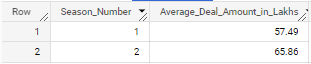 Row Season_Number Average_Deal_Amount_in_Lakhs
1 1 57.49
2 2 65.86